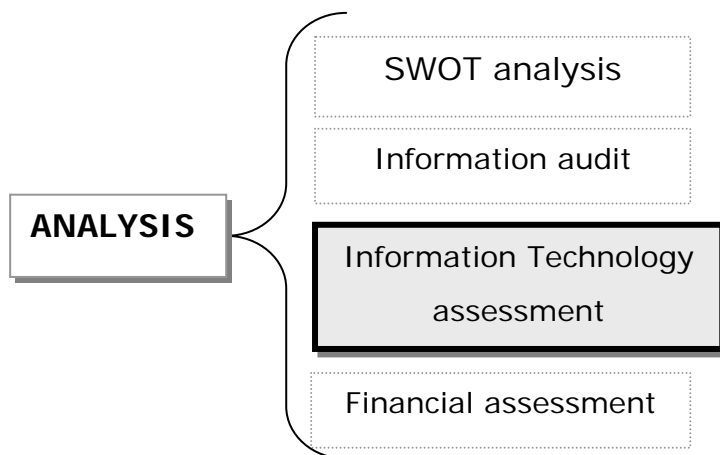 SWOT analysis
Information audit
ANALYSIS
Information Technology
assessment
Financial assessment